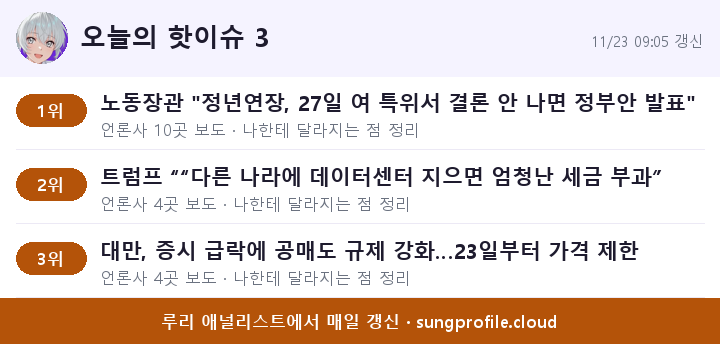 오늘의 핫이슈 3
11/23 09:05 갱신
1위
노동장관 "정년연장, 27일 여 특위서 결론 안 나면 정부안 발표"
언론사 10곳 보도 · 나한테 달라지는 점 정리
2위
트럼프 “““다른 나라에 데이터센터 지으면 엄청난 세금 부과”
언론사 4곳 보도 · 나한테 달라지는 점 정리
3위
대만, 증시 급락에 공매도 규제 강화…23일부터 가격 제한
언론사 4곳 보도 · 나한테 달라지는 점 정리
루리 애널리스트에서 매일 갱신 · sungprofile.cloud